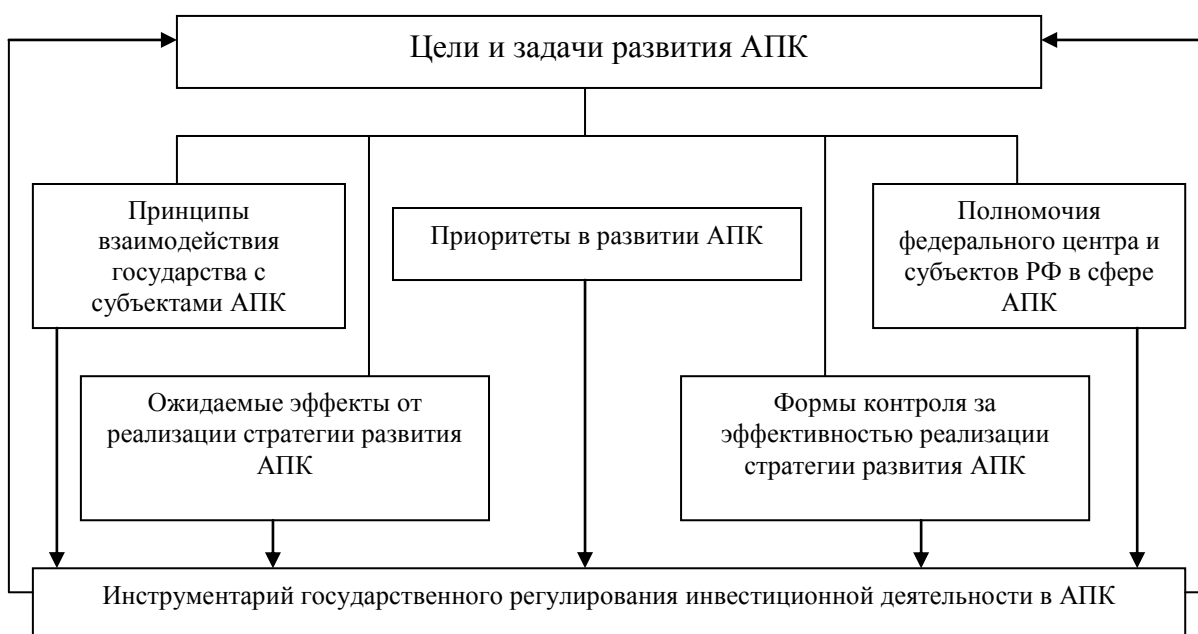 Цели и задачи развития АПК
Принципы
взаимодействия
государства с
субъектами АПК
Приоритеты в развитии АПК
Полномочия
федерального центра и
субъектов РФ в сфере
АПК
Ожидаемые эффекты от
реализации стратегии развития
АПК
Формы контроля за
эффективностью реализации
стратегии развития АПК
Инструментарий государственного регулирования инвестиционной деятельности в АПК